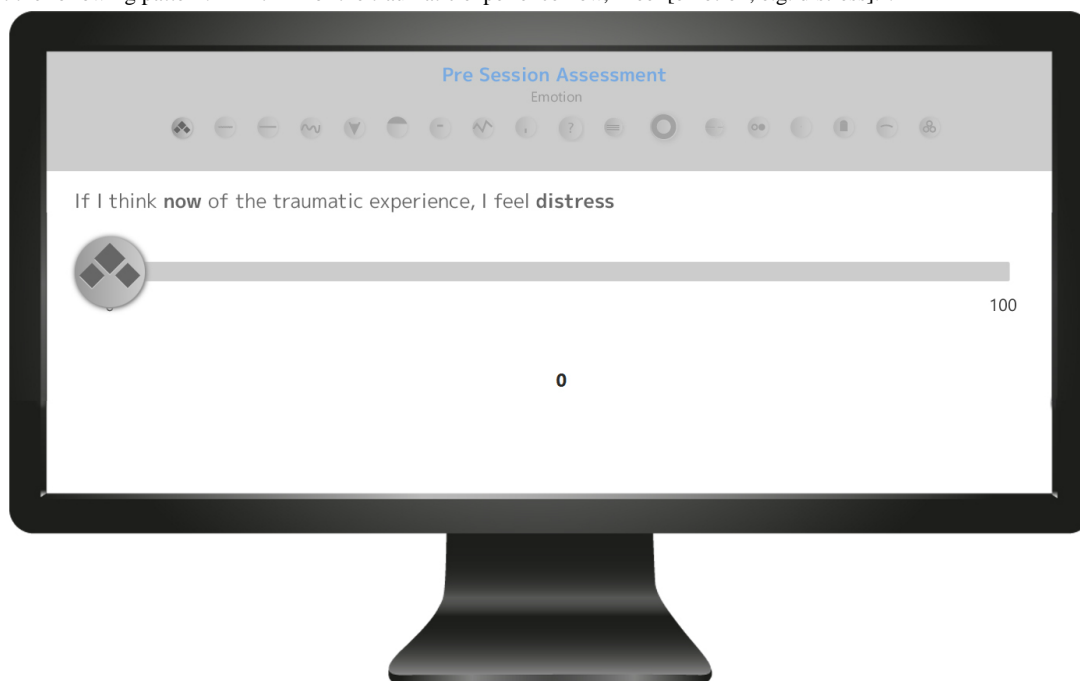 Pre Session Assessment
Emotion
?
If I think now of the traumatic experience, I feel distress
100
0